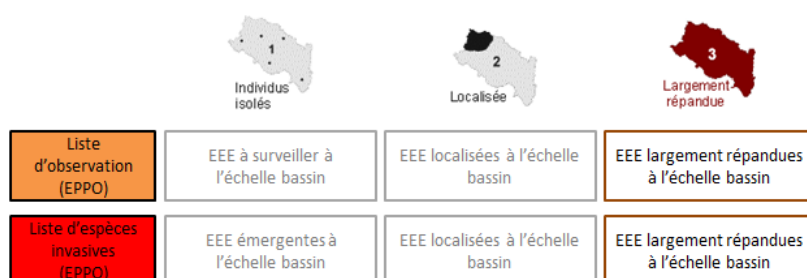 1
Individus
isolés
2
Localisée
3
Largement
répandue
Liste
d'observation
(EPPO)
EEE à surveiller à
l'échelle bassin
EEE localisées à l'échelle
bassin
EEE largement répandues
à l'échelle bassin
Liste d'espèces
invasives
(EPPO)
EEE émergentes à
l'échelle bassin
EEE localisées à l'échelle
bassin
EEE largement répandues
à l'échelle bassin